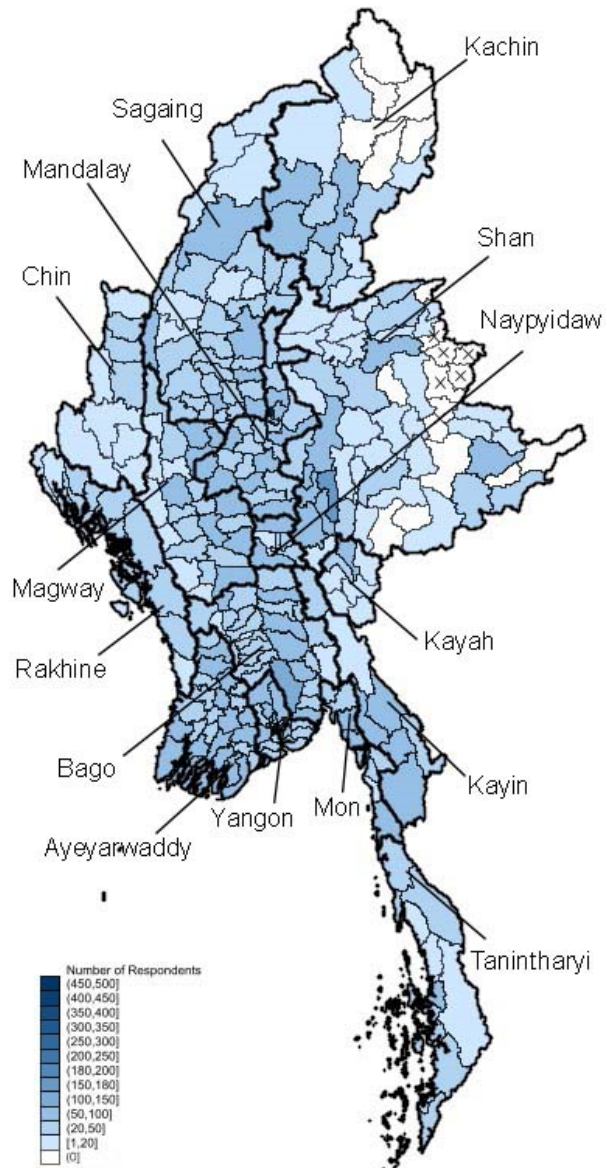 Kachin
Sagaing
Mandalay
Shan
Chin
Naypyidaw
Magway
Kayah
Rakhine
Bago
Kayin
Mon
Yangon
Ayeyarwaddy
Tanintharyi
Number of Respondents
(450,500]
(400,450]
(350,400]
(300,350]
(250,300]
(200,250]
(180,200]
(150,180]
(100,150]
(50,100]
(20,50]
[1,20]
(0]